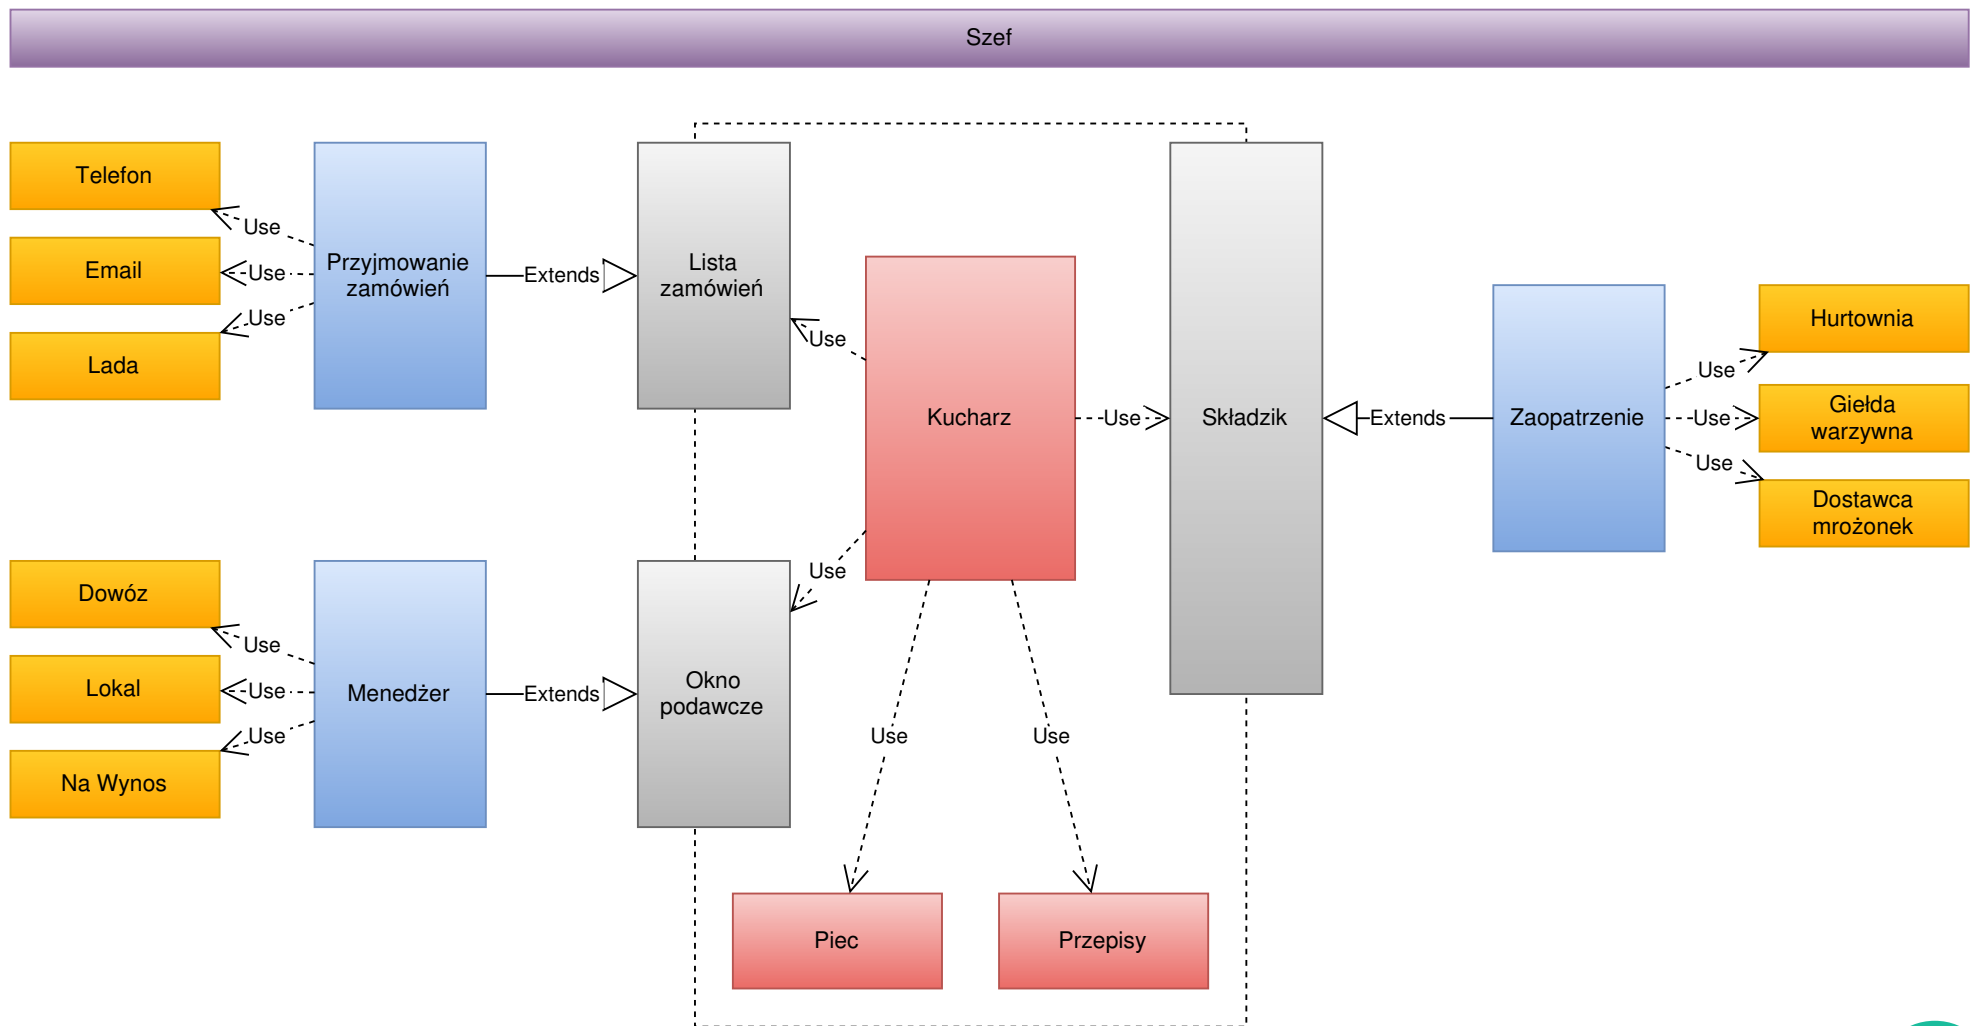 Szef
Telefon
Use
Email
Use
Lada
Use
Przyjmowanie
zamówień
Extends
Lista
zamówień
Use
Kucharz
Use
Składzik
Extends
Zaopatrzenie
Use
Hurtownia
Use
Giełda
warzywna
Use
Dostawca
mrożonek
Dowóz
Use
Lokal
Use
Na Wynos
Use
Menedżer
Extends
Okno
podawcze
Use
Use
Use
Piec
Przepisy